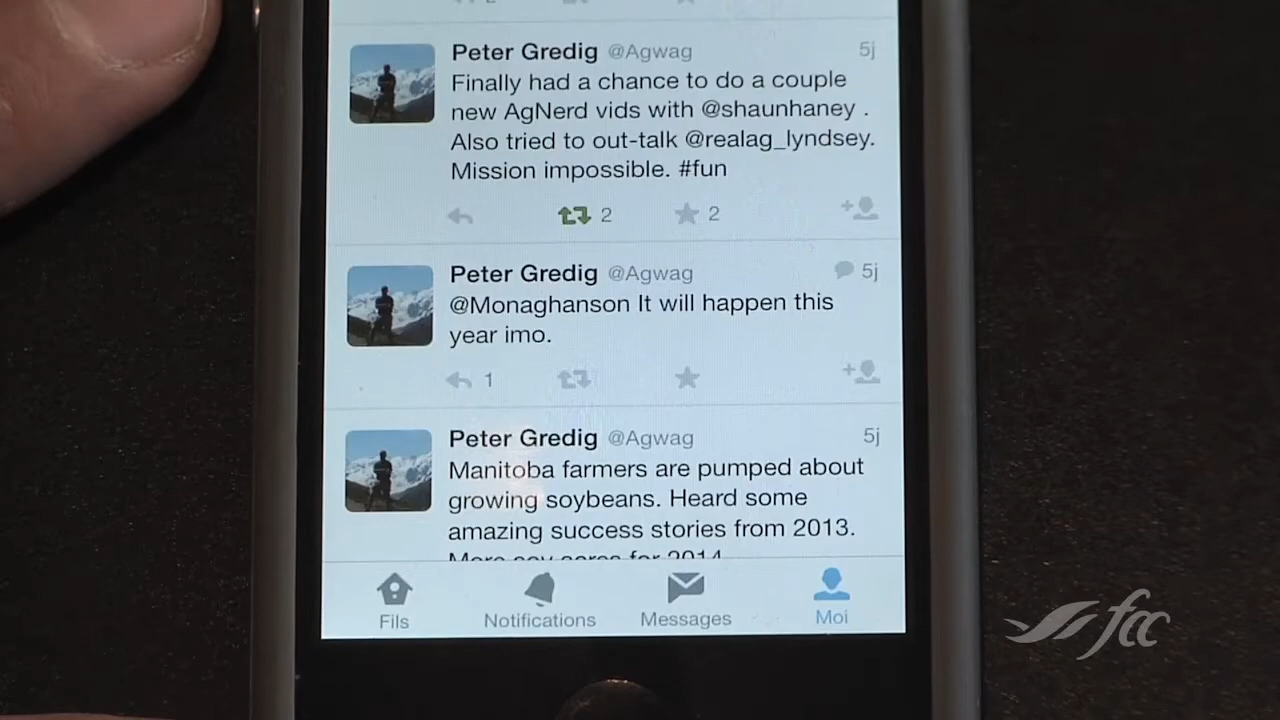 2
Peter Gredig @Agwag 5j
Finally had a chance to do a couple
new AgNerd vids with @shaunhaney .
Also tried to out-talk @realag_lyndsey.
Mission impossible. #fun
2 2
Peter Gredig @Agwag 5j
@Monaghanson It will happen this
year imo.
1
Peter Gredig @Agwag 5j
Manitoba farmers are pumped about
growing soybeans. Heard some
amazing success stories from 2013.
More soy acres for 2014
Fils Notifications Messages Moi
fcc